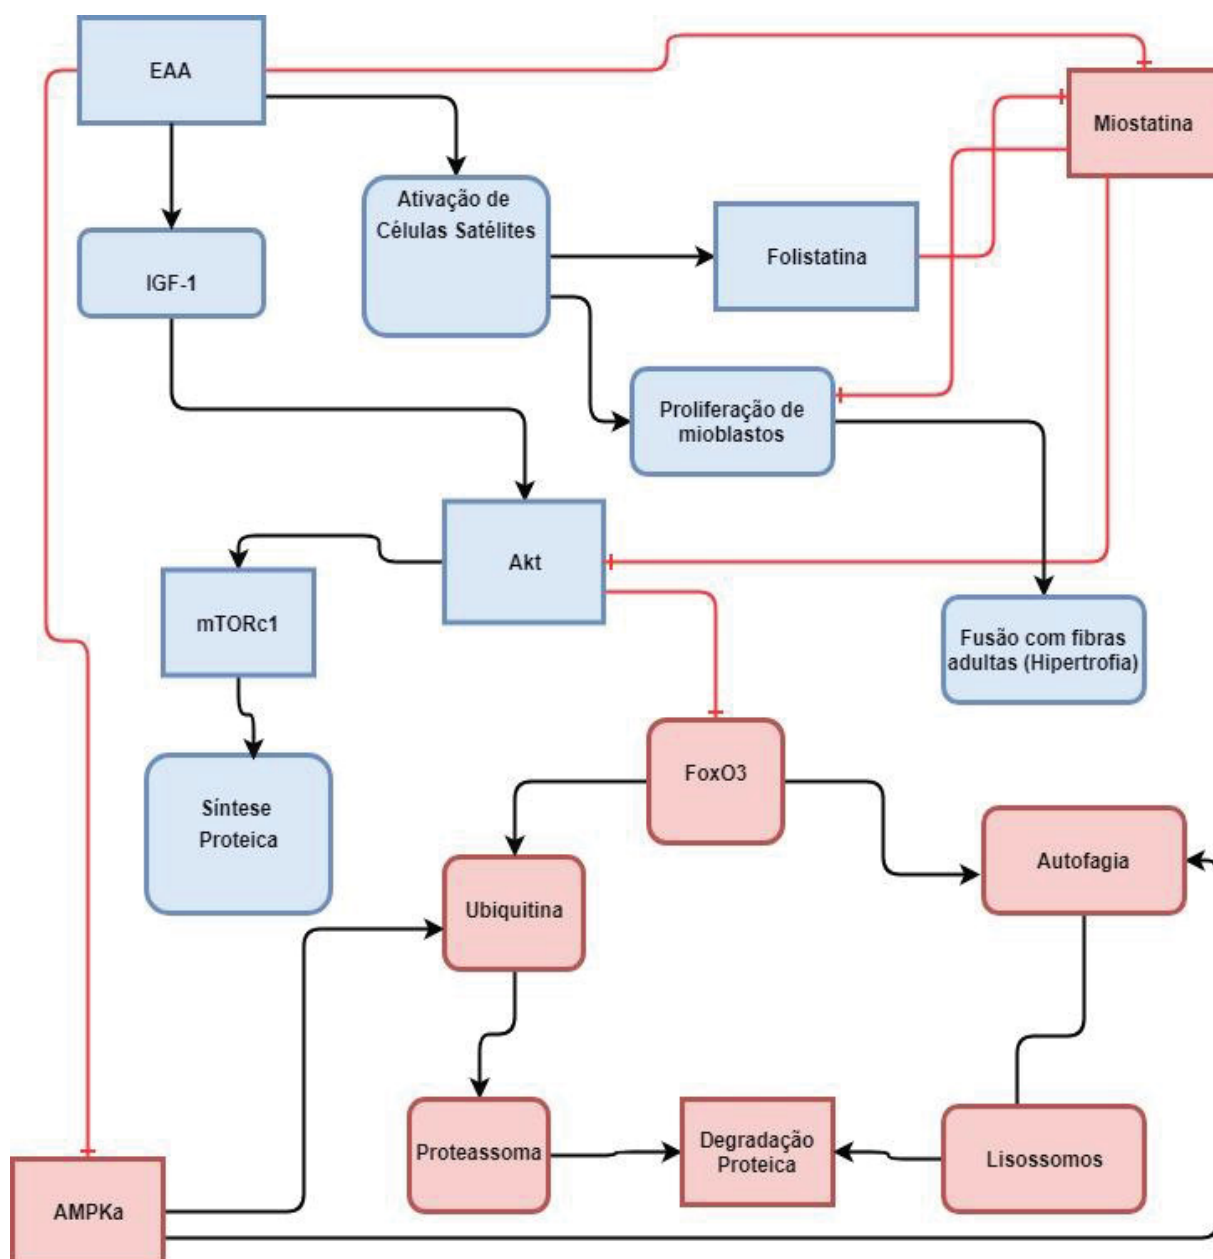 EAA
Miostatina
Ativação de
Células Satélites
Folistatina
IGF-1
Proliferação de
mioblastos
Akt
mTORc1
Fusão com fibras
adultas (Hipertrofia)
FoxO3
Síntese
Proteica
Autofagia
Ubiquitina
Proteassoma
Degradação
Proteica
Lisossomos
AMPKa